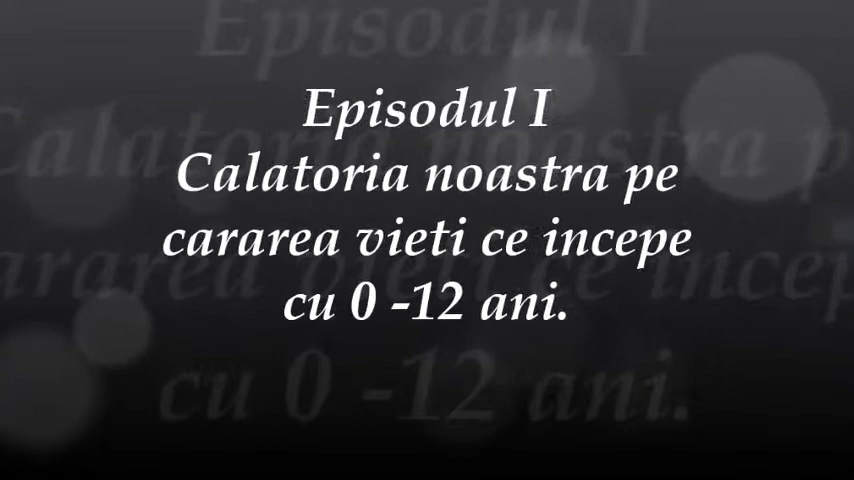 Episodul I
Calatoria noastra pe
cararea vieti ce incepe
cu 0 -12 ani.